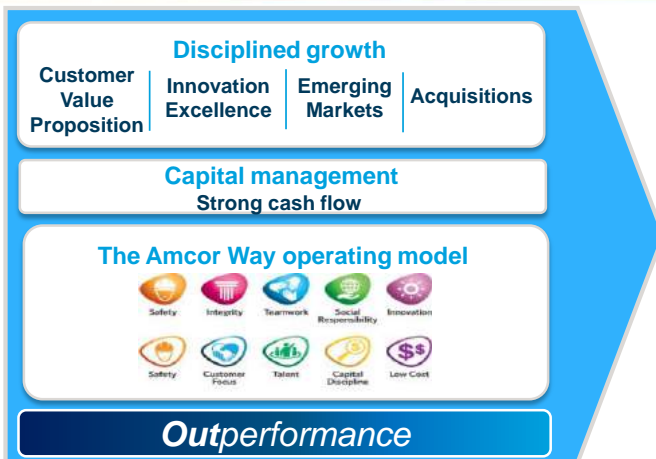 Disciplined growth
Customer
Value
Proposition
Innovation
Excellence
Emerging
Markets
Acquisitions
Capital management
Strong cash flow
The Amcor Way operating model
Safety
Integrity
Teamwork
Social
Responsibility
Innovation
Safety
Customer
Focus
Talent
Capital
Discipline
Low Cost
Outperformance